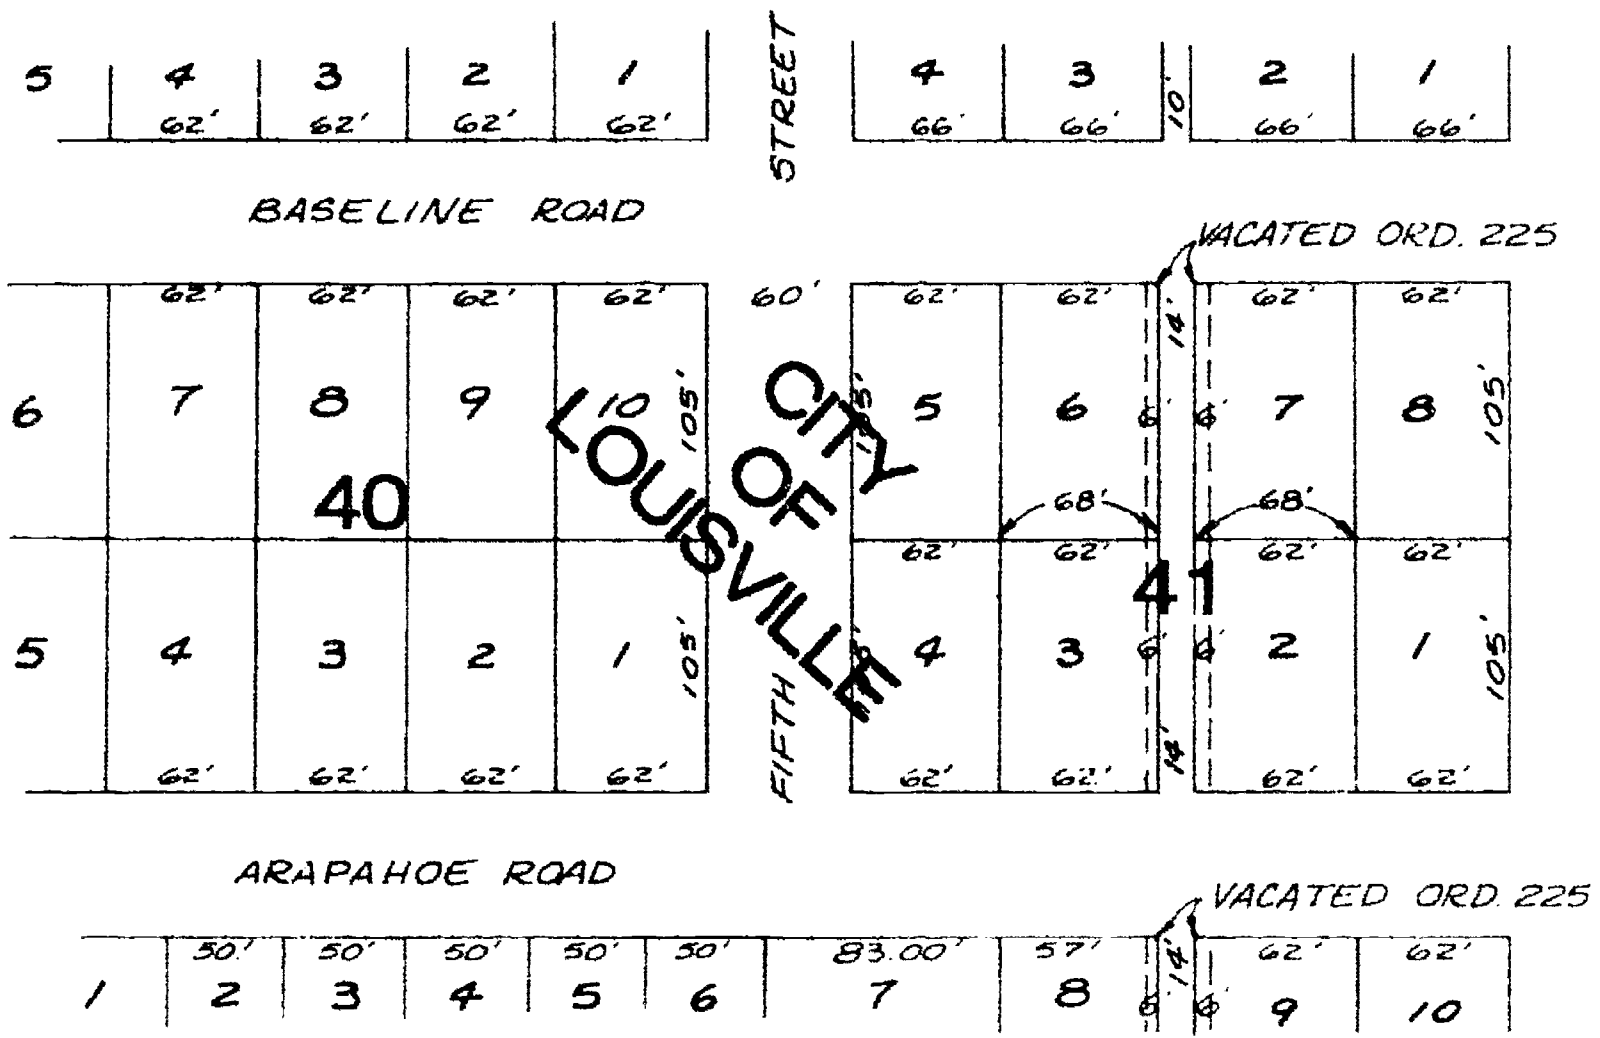 STREET
5 4 3 2 1 4 3 2 1
62' 62' 62' 62' 66' 66' 10' 66' 66'
BASELINE ROAD
VACATED ORD. 225
62' 62' 62' 62' 60' 62' 62' 14' 62' 62'
6 7 8 9 10 105' 105' 5 6 6' 6' 7 8 105'
40
CITY
OF
LOUISVILLE
68' 68'
62' 62' 62' 62'
41
5 4 3 2 1 105' 4 3 6' 6' 2 1 105'
FIFTH
62' 62' 62' 62' 62' 62' 14' 62' 62'
ARAPAHOE ROAD
VACATED ORD. 225
50' 50' 50' 50' 50' 83.00' 57' 14' 62' 62'
1 2 3 4 5 6 7 8 6' 6' 9 10